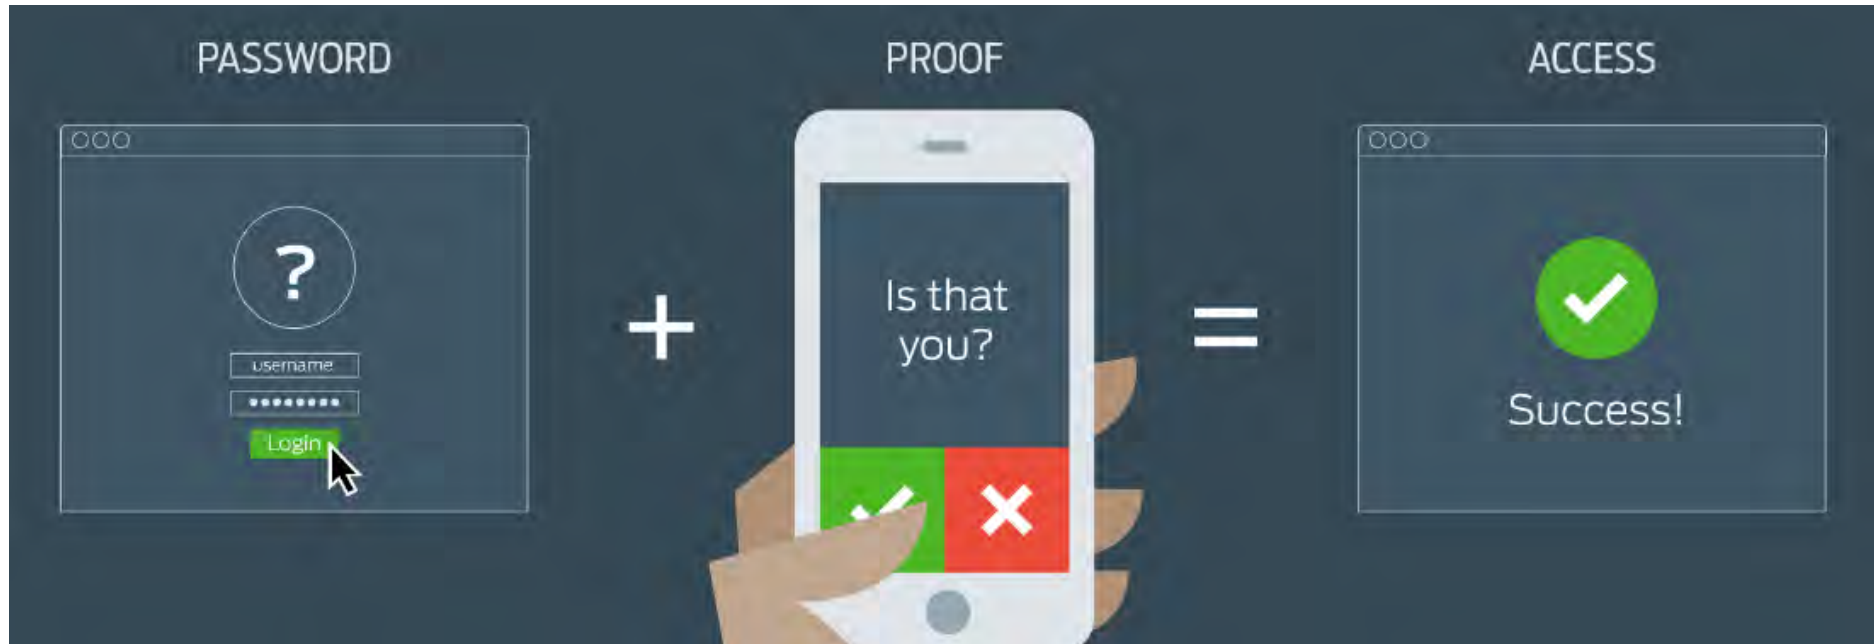 PASSWORD
username
Login
PROOF
Is that
you?
ACCESS
Success!